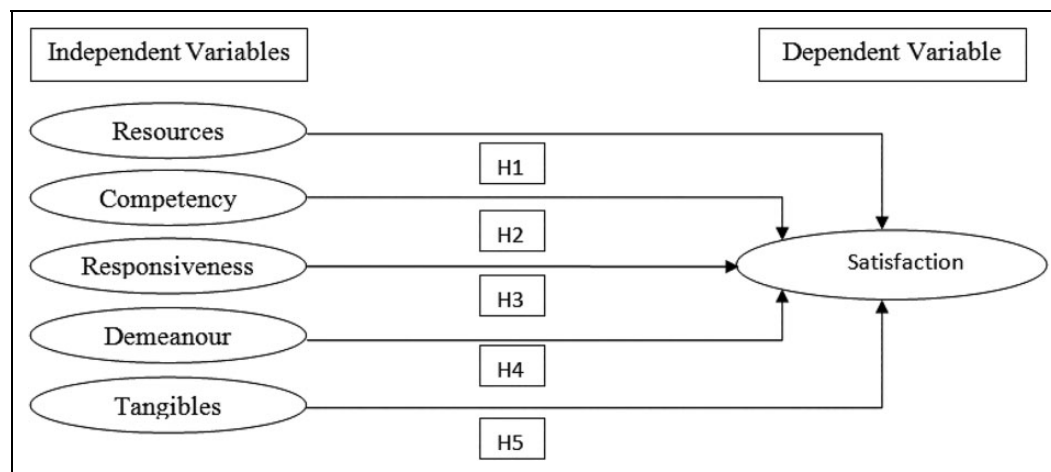 Independent Variables
Dependent Variable
Resources
H1
Competency
H2
Responsiveness
Satisfaction
H3
Demeanour
H4
Tangibles
H5